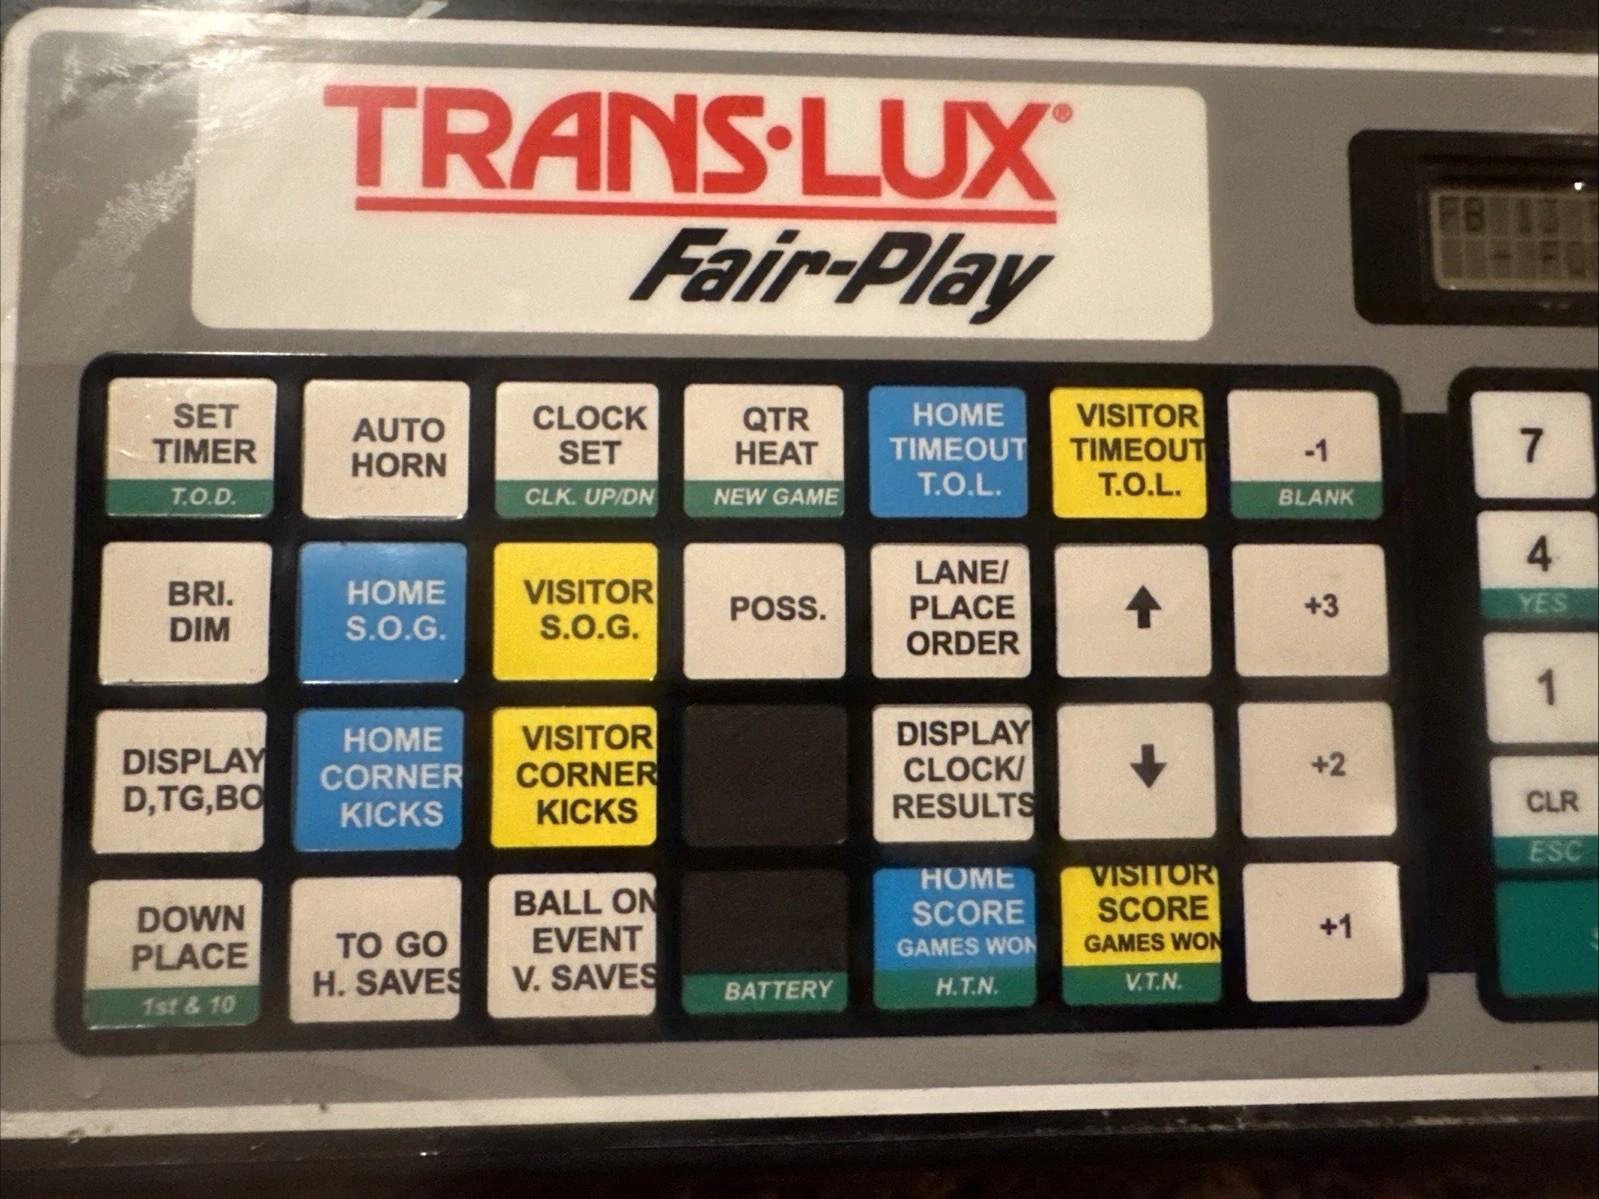 TRANS•LUX®
Fair-Play
FB 13
SET
TIMER
T.O.D.
AUTO
HORN
CLOCK
SET
CLK. UP/DN
QTR
HEAT
NEW GAME
HOME
TIMEOUT
T.O.L.
VISITOR
TIMEOUT
T.O.L.
-1
BLANK
7
BRI.
DIM
HOME
S.O.G.
VISITOR
S.O.G.
POSS.
LANE/
PLACE
ORDER
+3
4
YES
DISPLAY
D,TG,BO
HOME
CORNER
KICKS
VISITOR
CORNER
KICKS
DISPLAY
CLOCK/
RESULTS
+2
1
CLR
ESC
DOWN
PLACE
1st & 10
TO GO
H. SAVES
BALL ON
EVENT
V. SAVES
BATTERY
HOME
SCORE
GAMES WON
H.T.N.
VISITOR
SCORE
GAMES WON
V.T.N.
+1